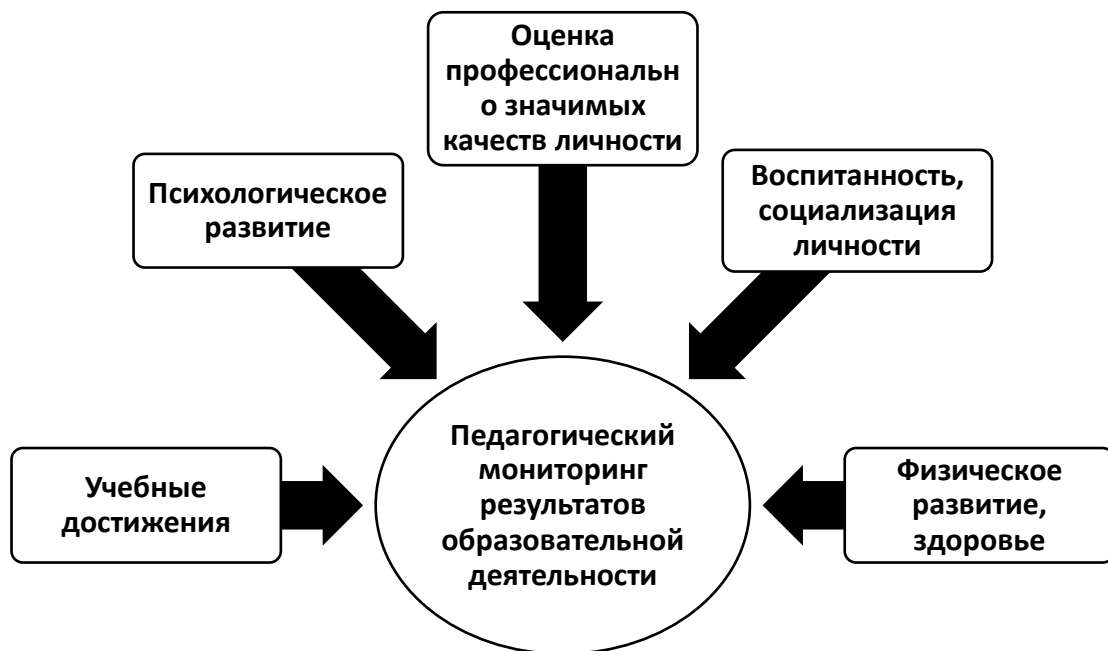 Оценка
профессиональн
о значимых
качеств личности
Психологическое
развитие
Воспитанность,
социализация
личности
Учебные
достижения
Педагогический
мониторинг
результатов
образовательной
деятельности
Физическое
развитие,
здоровье